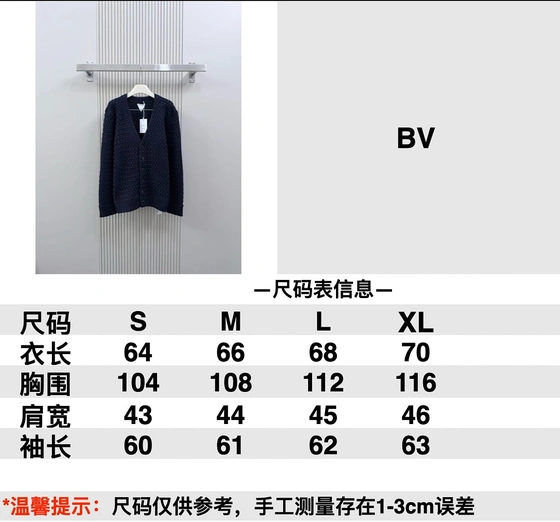 BV
—尺码表信息—
尺码 S M L XL
衣长 64 66 68 70
胸围 104 108 112 116
肩宽 43 44 45 46
袖长 60 61 62 63
*温馨提示：尺码仅供参考，手工测量存在1-3cm误差